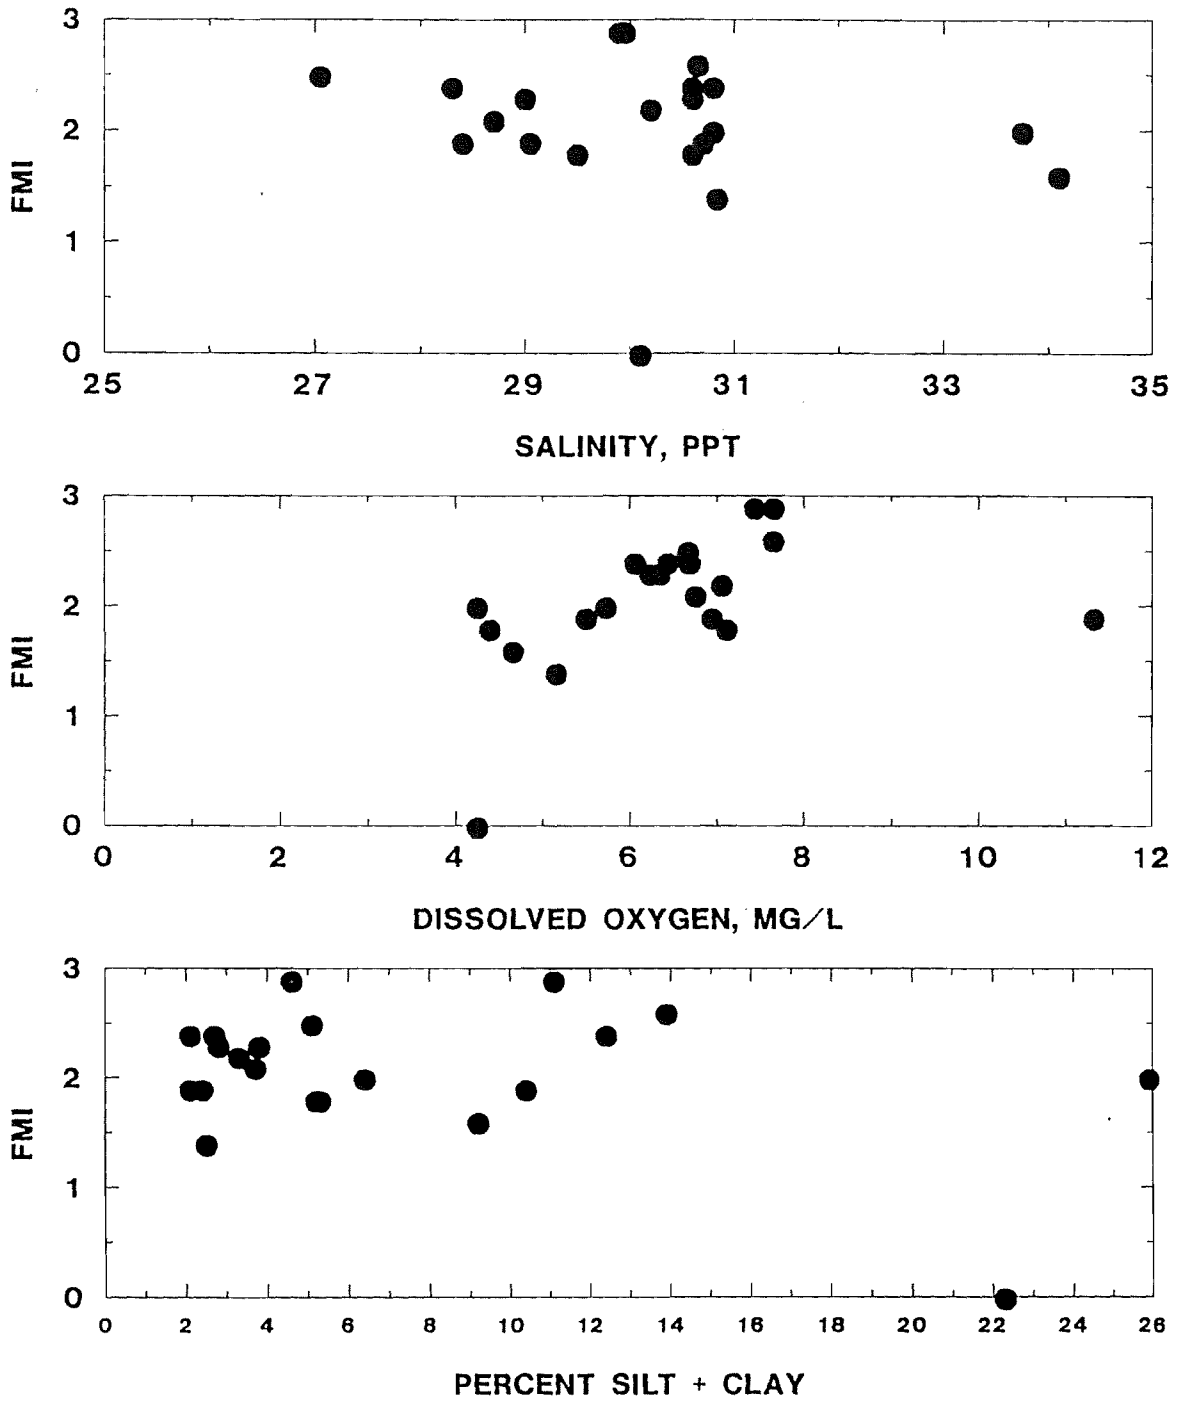 3
2
1
0
FMI
25 27 29 31 33 35
SALINITY, PPT
3
2
1
0
FMI
0 2 4 6 8 10 12
DISSOLVED OXYGEN, MG/L
3
2
1
0
FMI
0 2 4 6 8 10 12 14 16 18 20 22 24 26
PERCENT SILT + CLAY